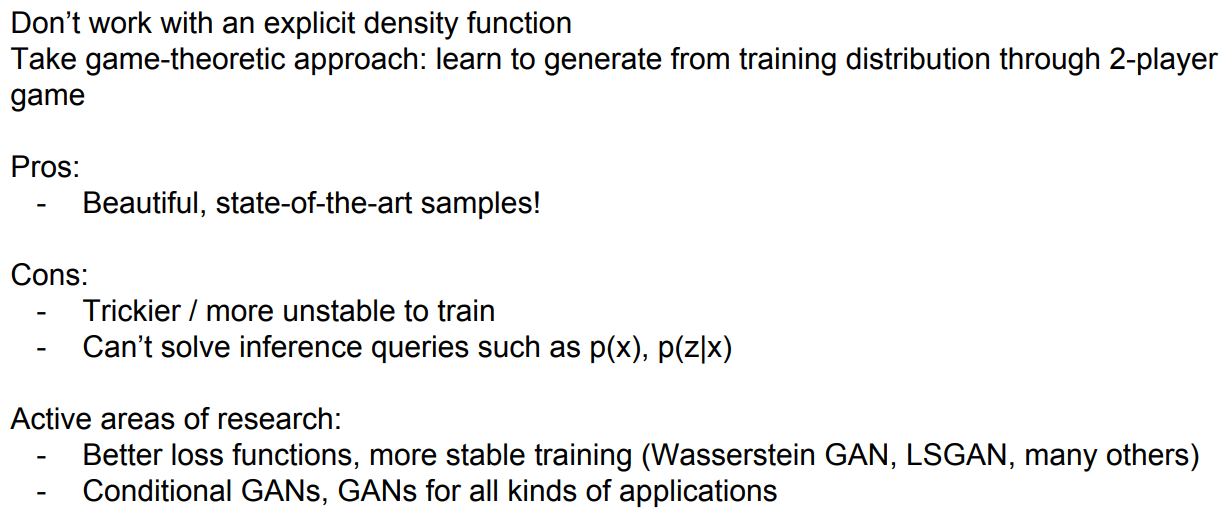 Don’t work with an explicit density function
Take game-theoretic approach: learn to generate from training distribution through 2-player
game
Pros:
- Beautiful, state-of-the-art samples!
Cons:
- Trickier / more unstable to train
- Can’t solve inference queries such as p(x), p(z|x)
Active areas of research:
- Better loss functions, more stable training (Wasserstein GAN, LSGAN, many others)
- Conditional GANs, GANs for all kinds of applications